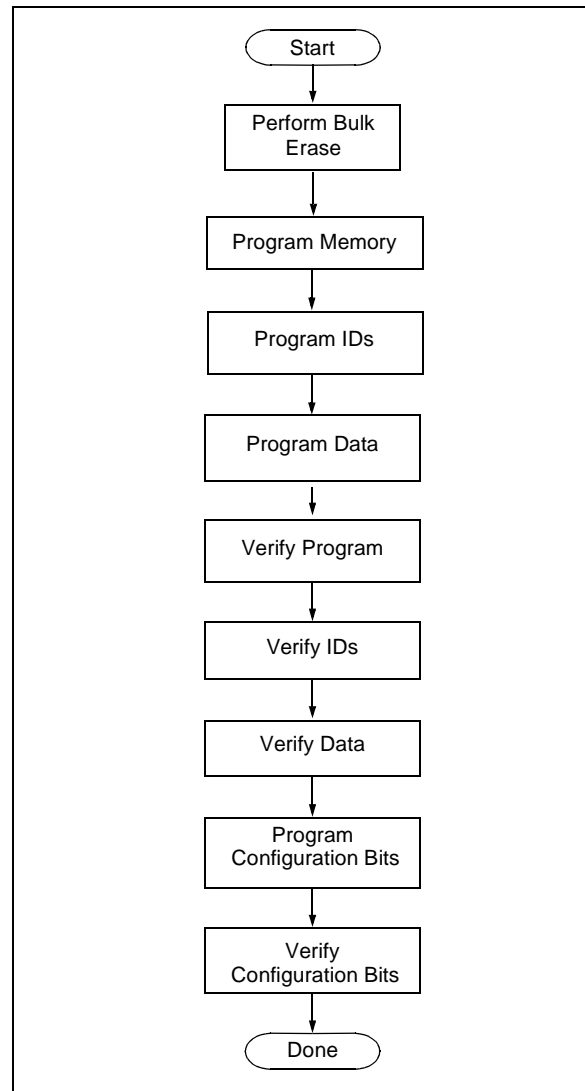 Start
Perform Bulk
Erase
Program Memory
Program IDs
Program Data
Verify Program
Verify IDs
Verify Data
Program
Configuration Bits
Verify
Configuration Bits
Done